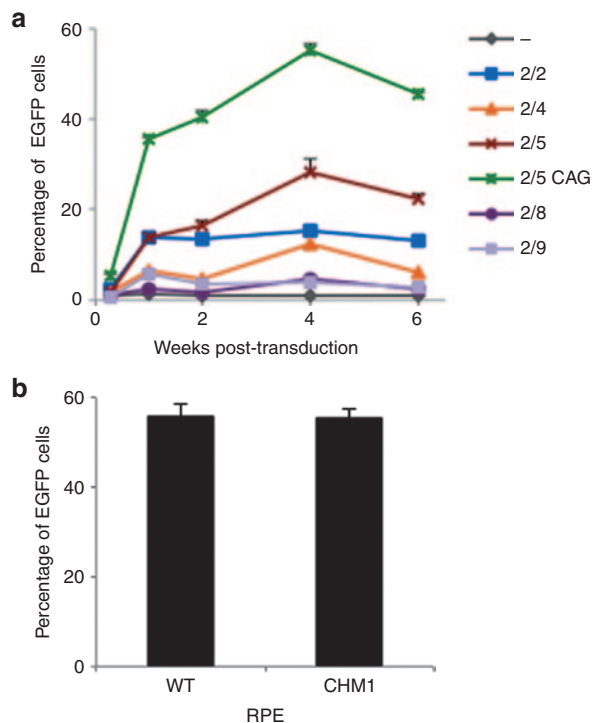 a
Percentage of EGFP cells
60
40
20
0
0
2
4
6
Weeks post-transduction
–
2/2
2/4
2/5
2/5 CAG
2/8
2/9
b
Percentage of EGFP cells
60
40
20
0
WT
CHM1
RPE